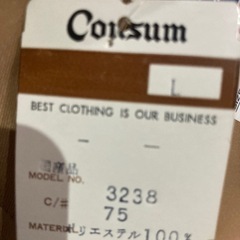 Consum
L
BEST CLOTHING IS OUR BUSINESS
— —
MODEL NO. 3238
C/# 75
MATERIAL ポリエステル100%